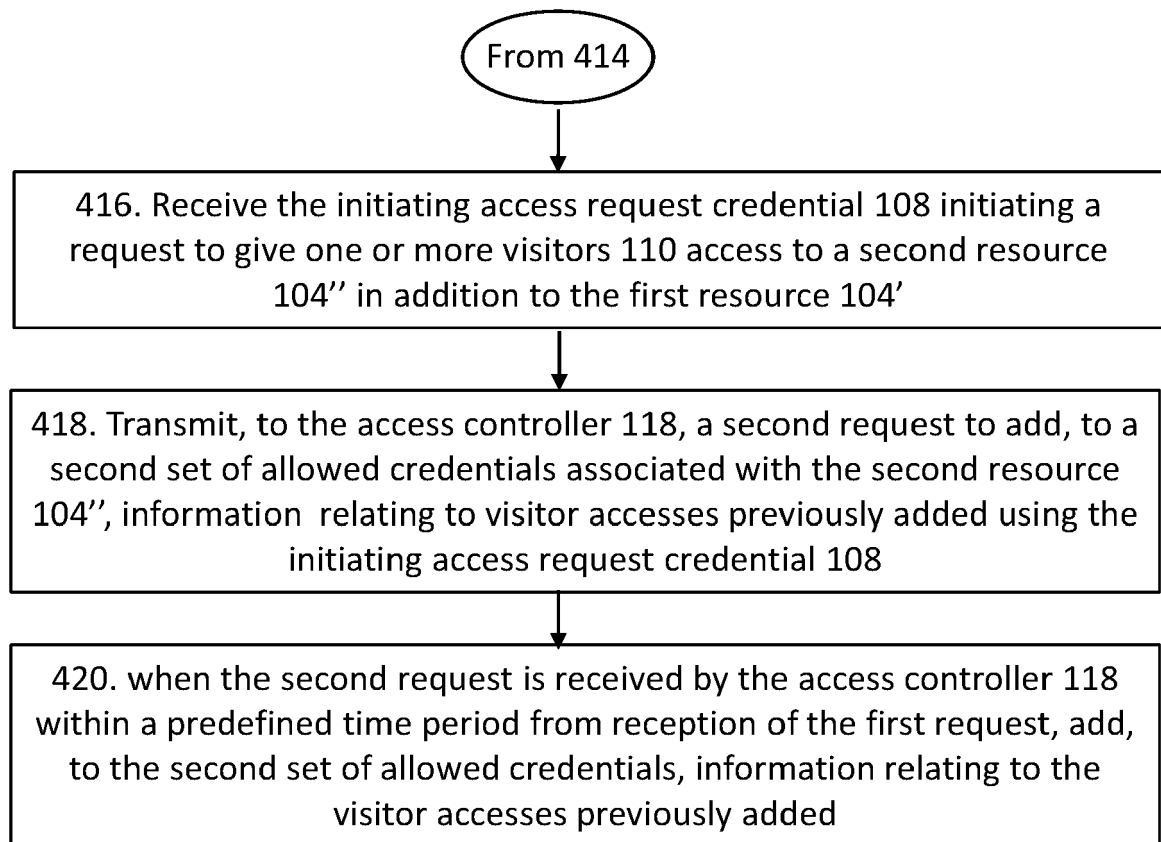 From 414
416. Receive the initiating access request credential 108 initiating a
request to give one or more visitors 110 access to a second resource
104’’ in addition to the first resource 104’
418. Transmit, to the access controller 118, a second request to add, to a
second set of allowed credentials associated with the second resource
104’’, information relating to visitor accesses previously added using the
initiating access request credential 108
420. when the second request is received by the access controller 118
within a predefined time period from reception of the first request, add,
to the second set of allowed credentials, information relating to the
visitor accesses previously added